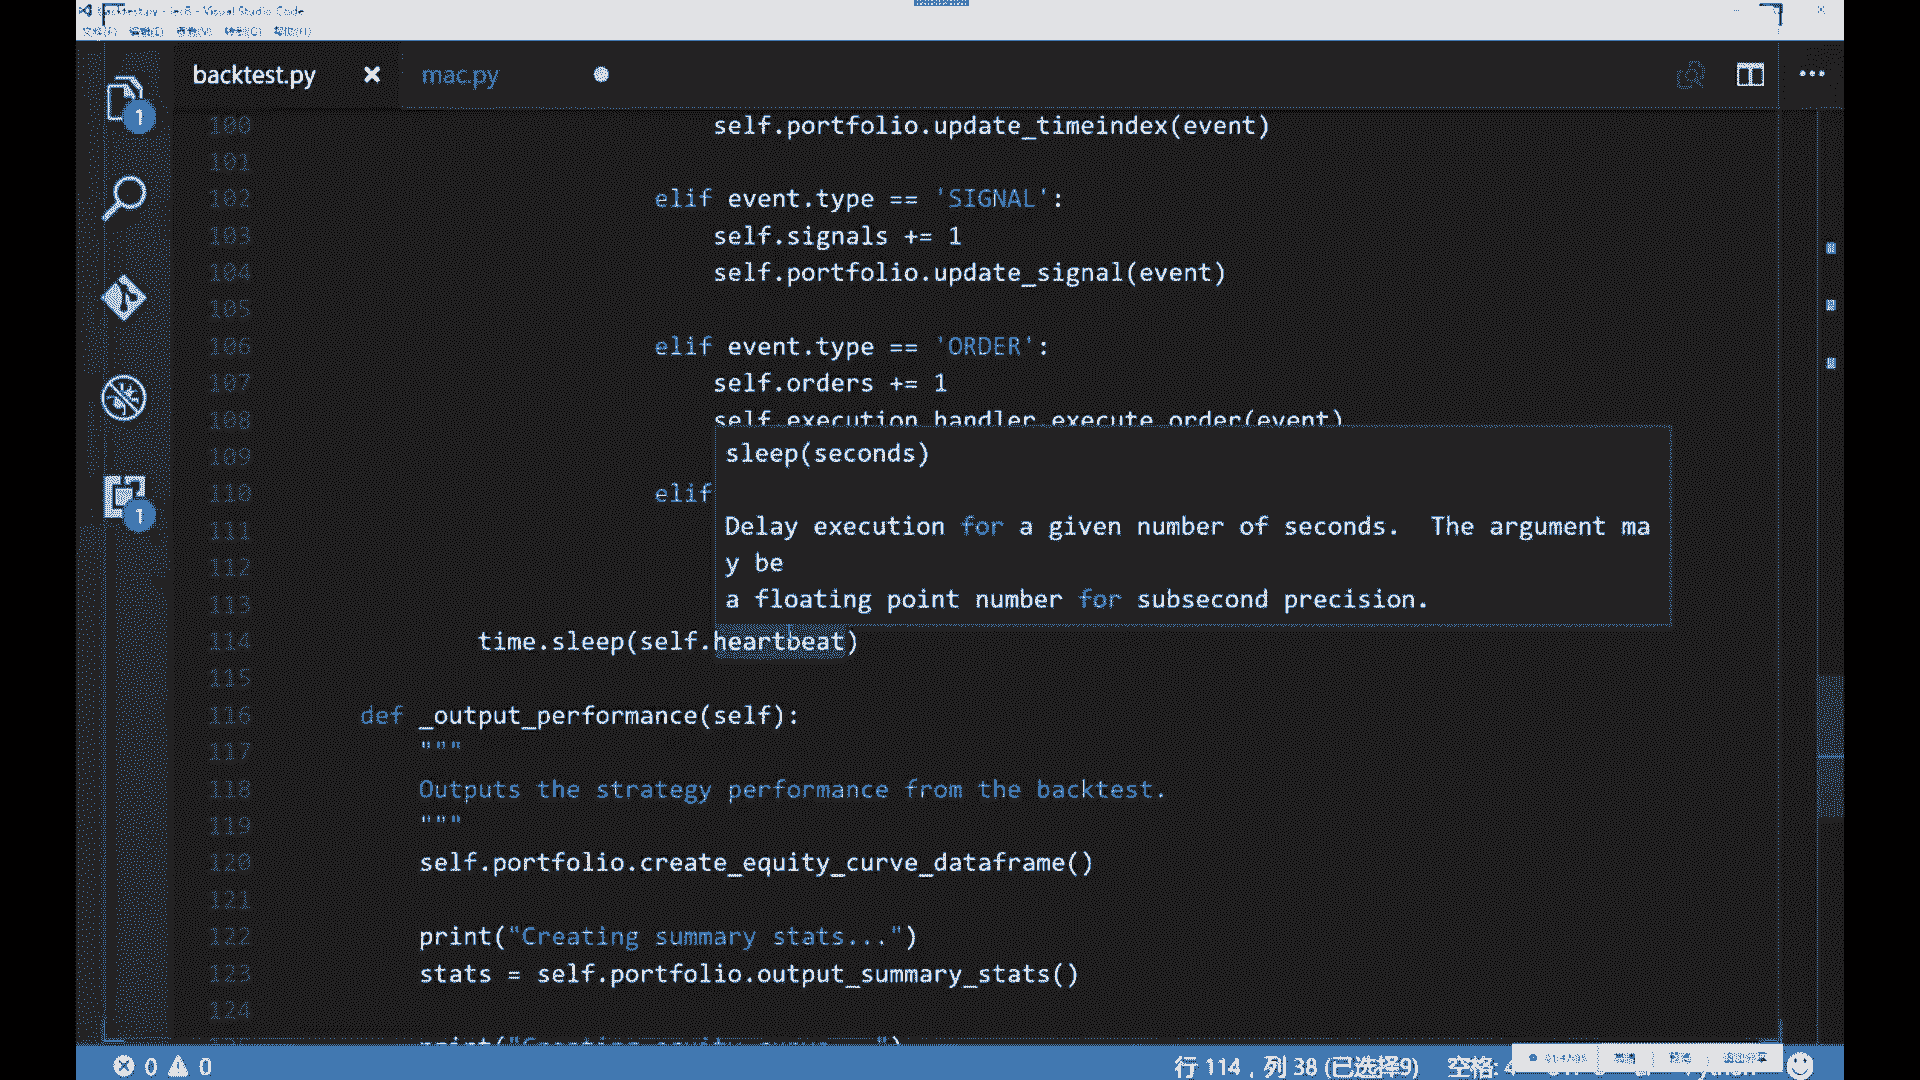 backtest.py - lec8 - Visual Studio Code
backtest.py
mac.py
1
1
100 self.portfolio.update_timeindex(event)
101
102 elif event.type == 'SIGNAL':
103 self.signals += 1
104 self.portfolio.update_signal(event)
105
106 elif event.type == 'ORDER':
107 self.orders += 1
108 self.execution_handler.execute_order(event)
109
110 elif
111
112
113
sleep(seconds)
Delay execution for a given number of seconds.  The argument ma
y be
a floating point number for subsecond precision.
114 time.sleep(self.heartbeat)
115
116 def _output_performance(self):
117 """
118 Outputs the strategy performance from the backtest.
119 """
120 self.portfolio.create_equity_curve_dataframe()
121
122 print("Creating summary stats...")
123 stats = self.portfolio.output_summary_stats()
124
print("Creating equity curve...")
0 0
行 114，列 38 (已选择9) 空格: 4